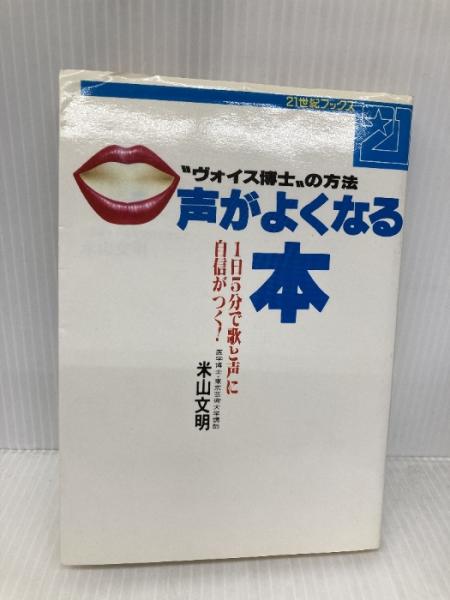 21世紀ブックス
21
〝ヴォイス博士〟の方法
声がよくなる
本
1日5分で歌と声に
自信がつく!
医学博士・東京芸術大学講師
米山文明